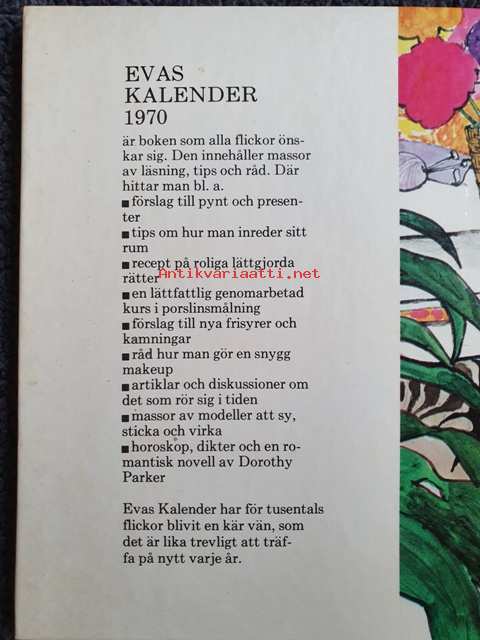 EVAS
KALENDER
1970
är boken som alla flickor öns-
kar sig. Den innehåller massor
av läsning, tips och råd. Där
hittar man bl. a.
■ förslag till pynt och presen-
ter
■ tips om hur man inreder sitt
rum
■ recept på roliga lättgjorda
rätter
Antikvariaatti.net
■ en lättfattlig genomarbetad
kurs i porslinsmålning
■ förslag till nya frisyrer och
kamningar
■ råd hur man gör en snygg
makeup
■ artiklar och diskussioner om
det som rör sig i tiden
■ massor av modeller att sy,
sticka och virka
■ horoskop, dikter och en ro-
mantisk novell av Dorothy
Parker
Evas Kalender har för tusentals
flickor blivit en kär vän, som
det är lika trevligt att träf-
fa på nytt varje år.